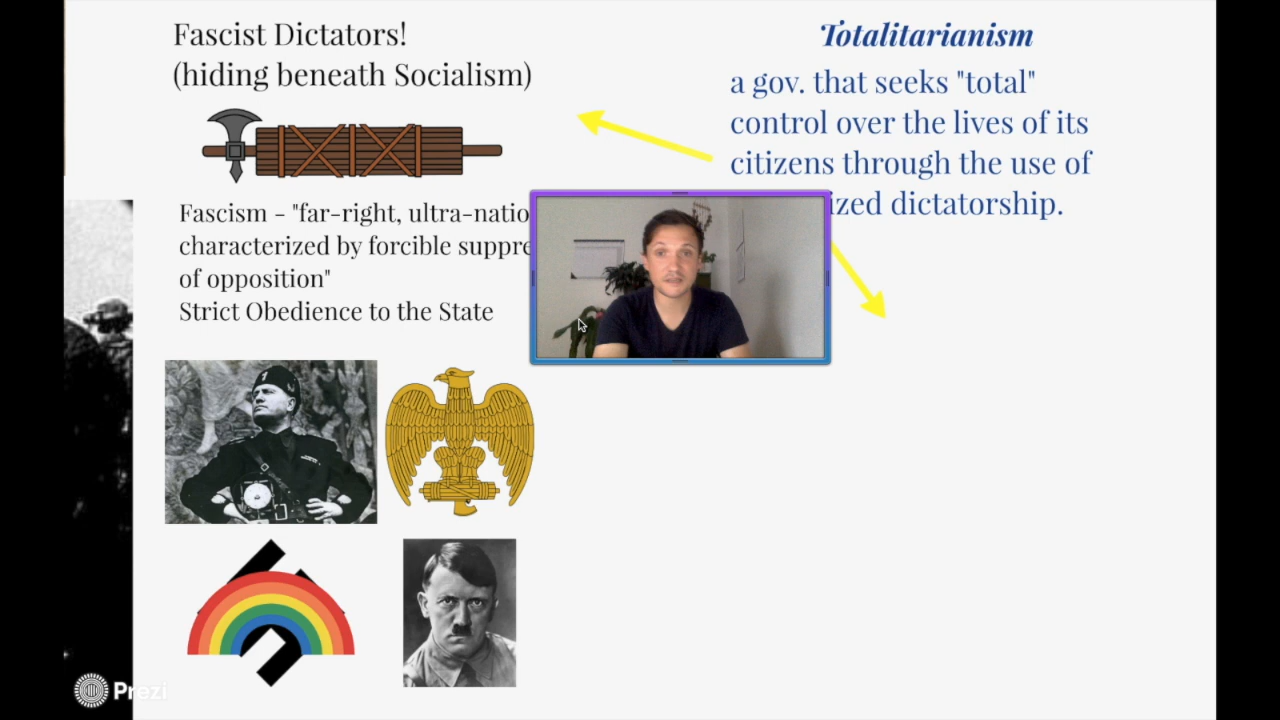 Fascist Dictators!
(hiding beneath Socialism)
Fascism - "far-right, ultra-natio
characterized by forcible suppre
of opposition"
Strict Obedience to the State
Totalitarianism
a gov. that seeks "total"
control over the lives of its
citizens through the use of
ized dictatorship.
Prezi